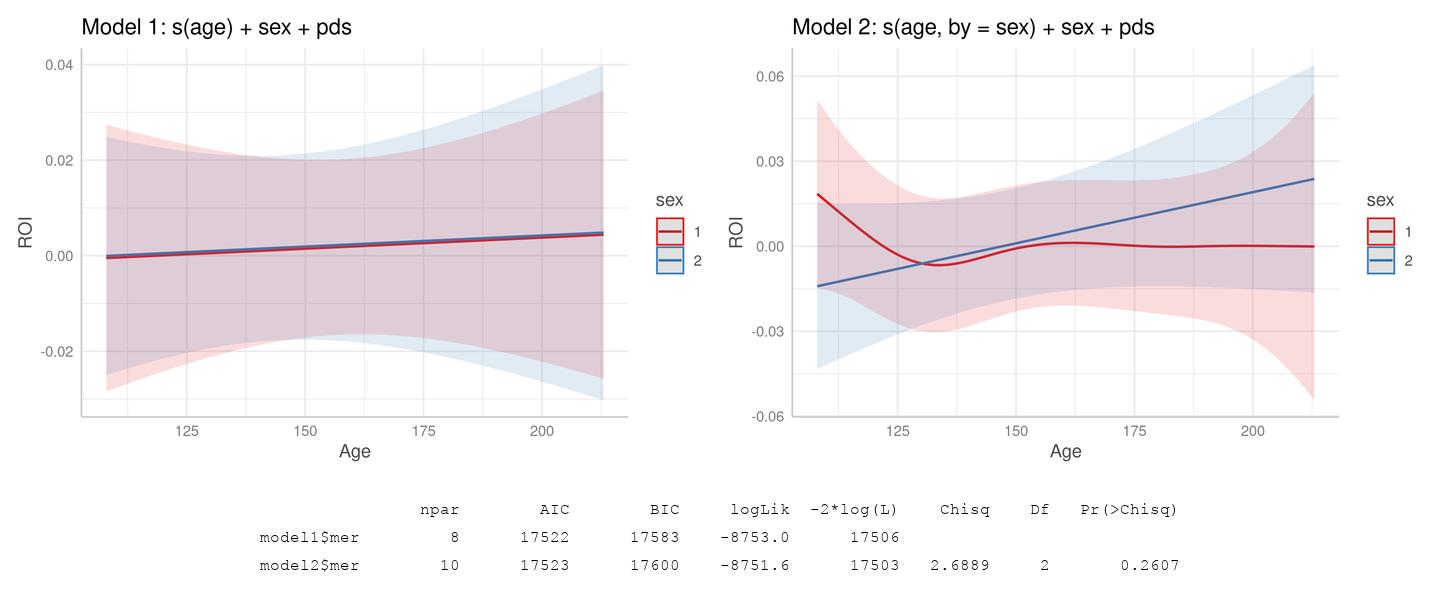 Model 1: s(age) + sex + pds
0.04
0.02
0.00
-0.02
ROI
125 150 175 200
Age
sex
1
2
Model 2: s(age, by = sex) + sex + pds
0.06
0.03
0.00
-0.03
-0.06
ROI
125 150 175 200
Age
sex
1
2
npar AIC BIC logLik -2*log(L) Chisq Df Pr(>Chisq)
model1$mer 8 17522 17583 -8753.0 17506
model2$mer 10 17523 17600 -8751.6 17503 2.6889 2 0.2607